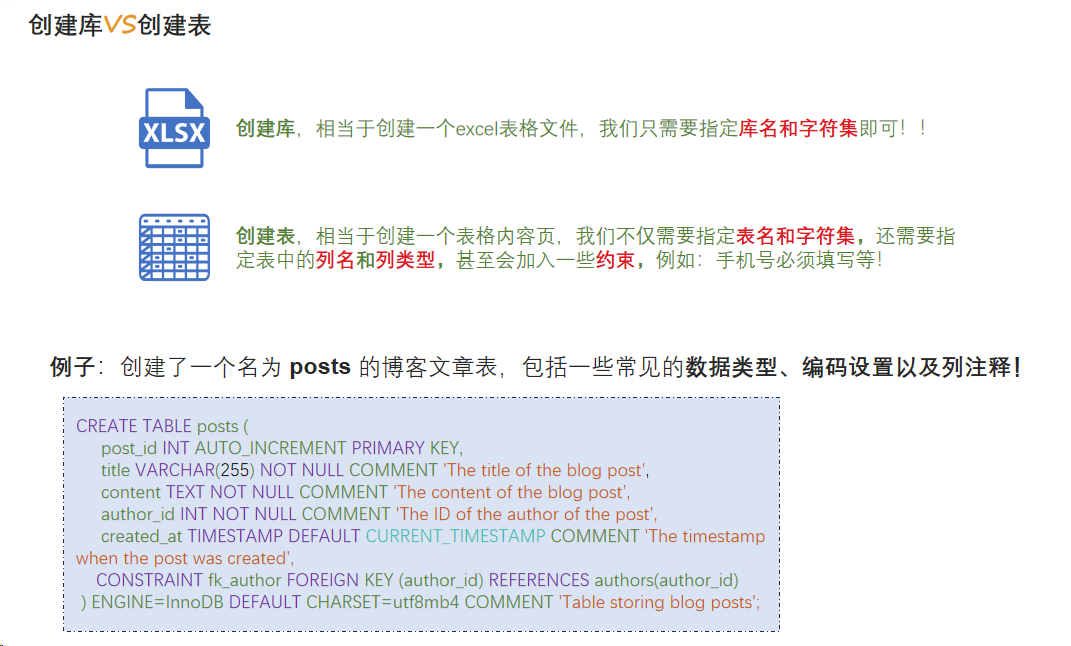 创建库VS创建表
XLSX
创建库，相当于创建一个excel表格文件，我们只需要指定库名和字符集即可！！
创建表，相当于创建一个表格内容页，我们不仅需要指定表名和字符集，还需要指
定表中的列名和列类型，甚至会加入一些约束，例如：手机号必须填写等！
例子：创建了一个名为 posts 的博客文章表，包括一些常见的数据类型、编码设置以及列注释！
CREATE TABLE posts (
post_id INT AUTO_INCREMENT PRIMARY KEY,
title VARCHAR(255) NOT NULL COMMENT 'The title of the blog post',
content TEXT NOT NULL COMMENT 'The content of the blog post',
author_id INT NOT NULL COMMENT 'The ID of the author of the post',
created_at TIMESTAMP DEFAULT CURRENT_TIMESTAMP COMMENT 'The timestamp
when the post was created',
CONSTRAINT fk_author FOREIGN KEY (author_id) REFERENCES authors(author_id)
) ENGINE=InnoDB DEFAULT CHARSET=utf8mb4 COMMENT 'Table storing blog posts';